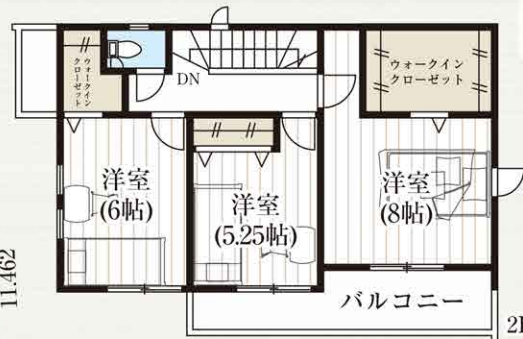 ウォークイン
クローゼット
DN
ウォークイン
クローゼット
洋室
(6帖)
洋室
(5.25帖)
洋室
(8帖)
11.462
バルコニー